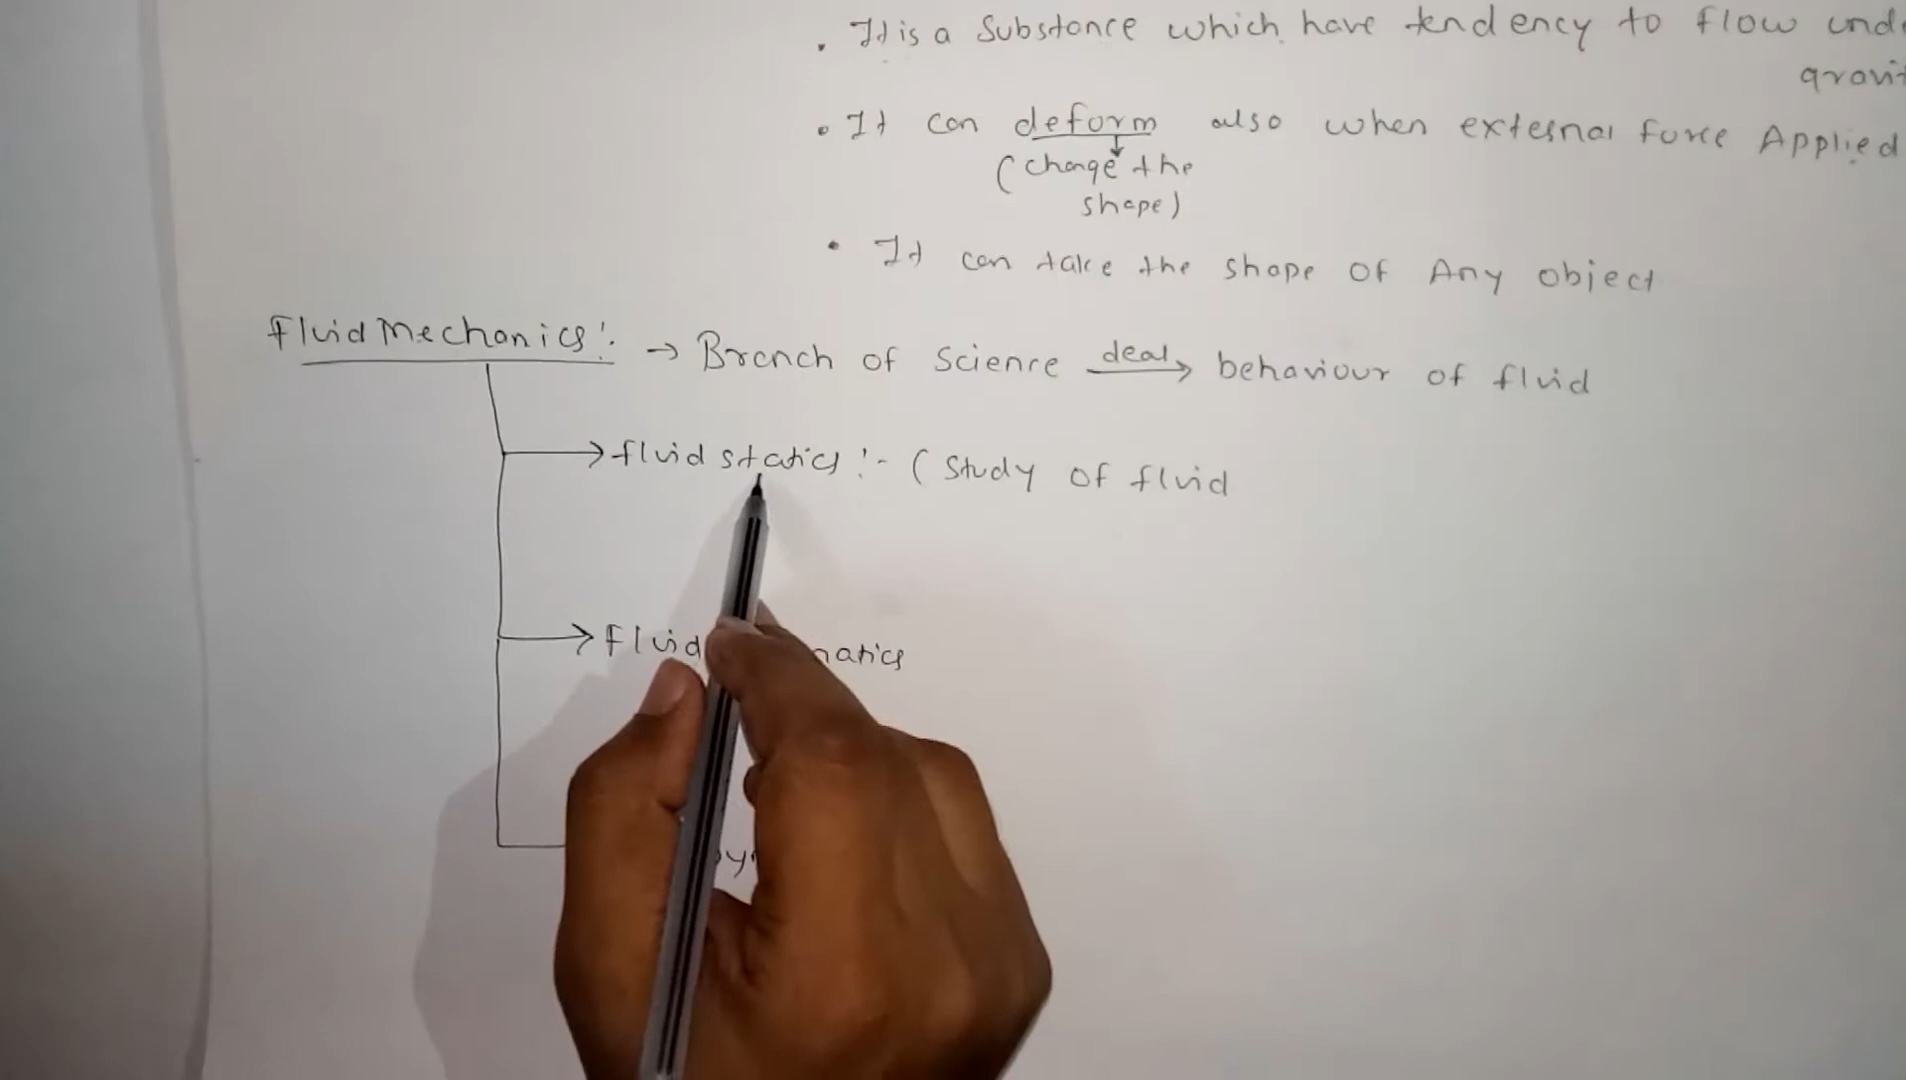 . It is a Substance which have tendency to flow
• It can deform also when external force Applied
(change the
shape)
• It can take the shape of Any object
Fluid Mechanics:- → Branch of Science deal behaviour of fluid
→ fluid statics :- (Study of fluid
→ Fluid